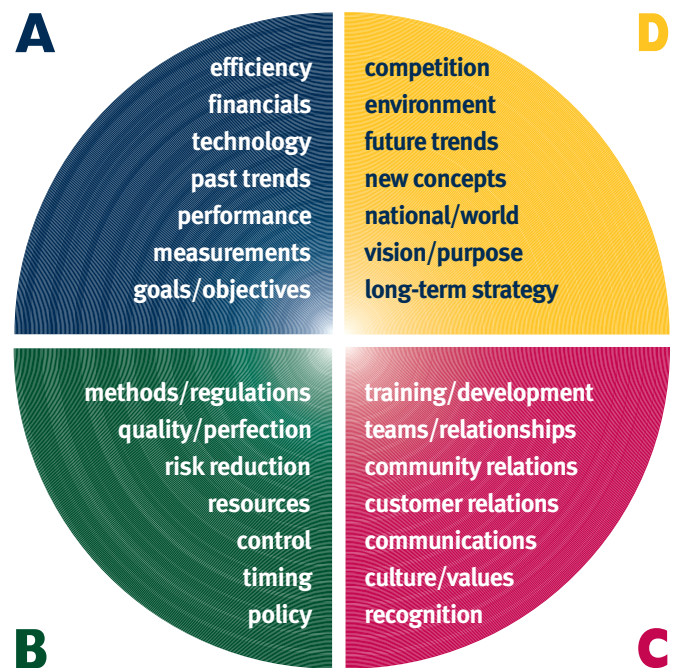 A
efficiency
financials
technology
past trends
performance
measurements
goals/objectives
D
competition
environment
future trends
new concepts
national/world
vision/purpose
long-term strategy
B
methods/regulations
quality/perfection
risk reduction
resources
control
timing
policy
C
training/development
teams/relationships
community relations
customer relations
communications
culture/values
recognition